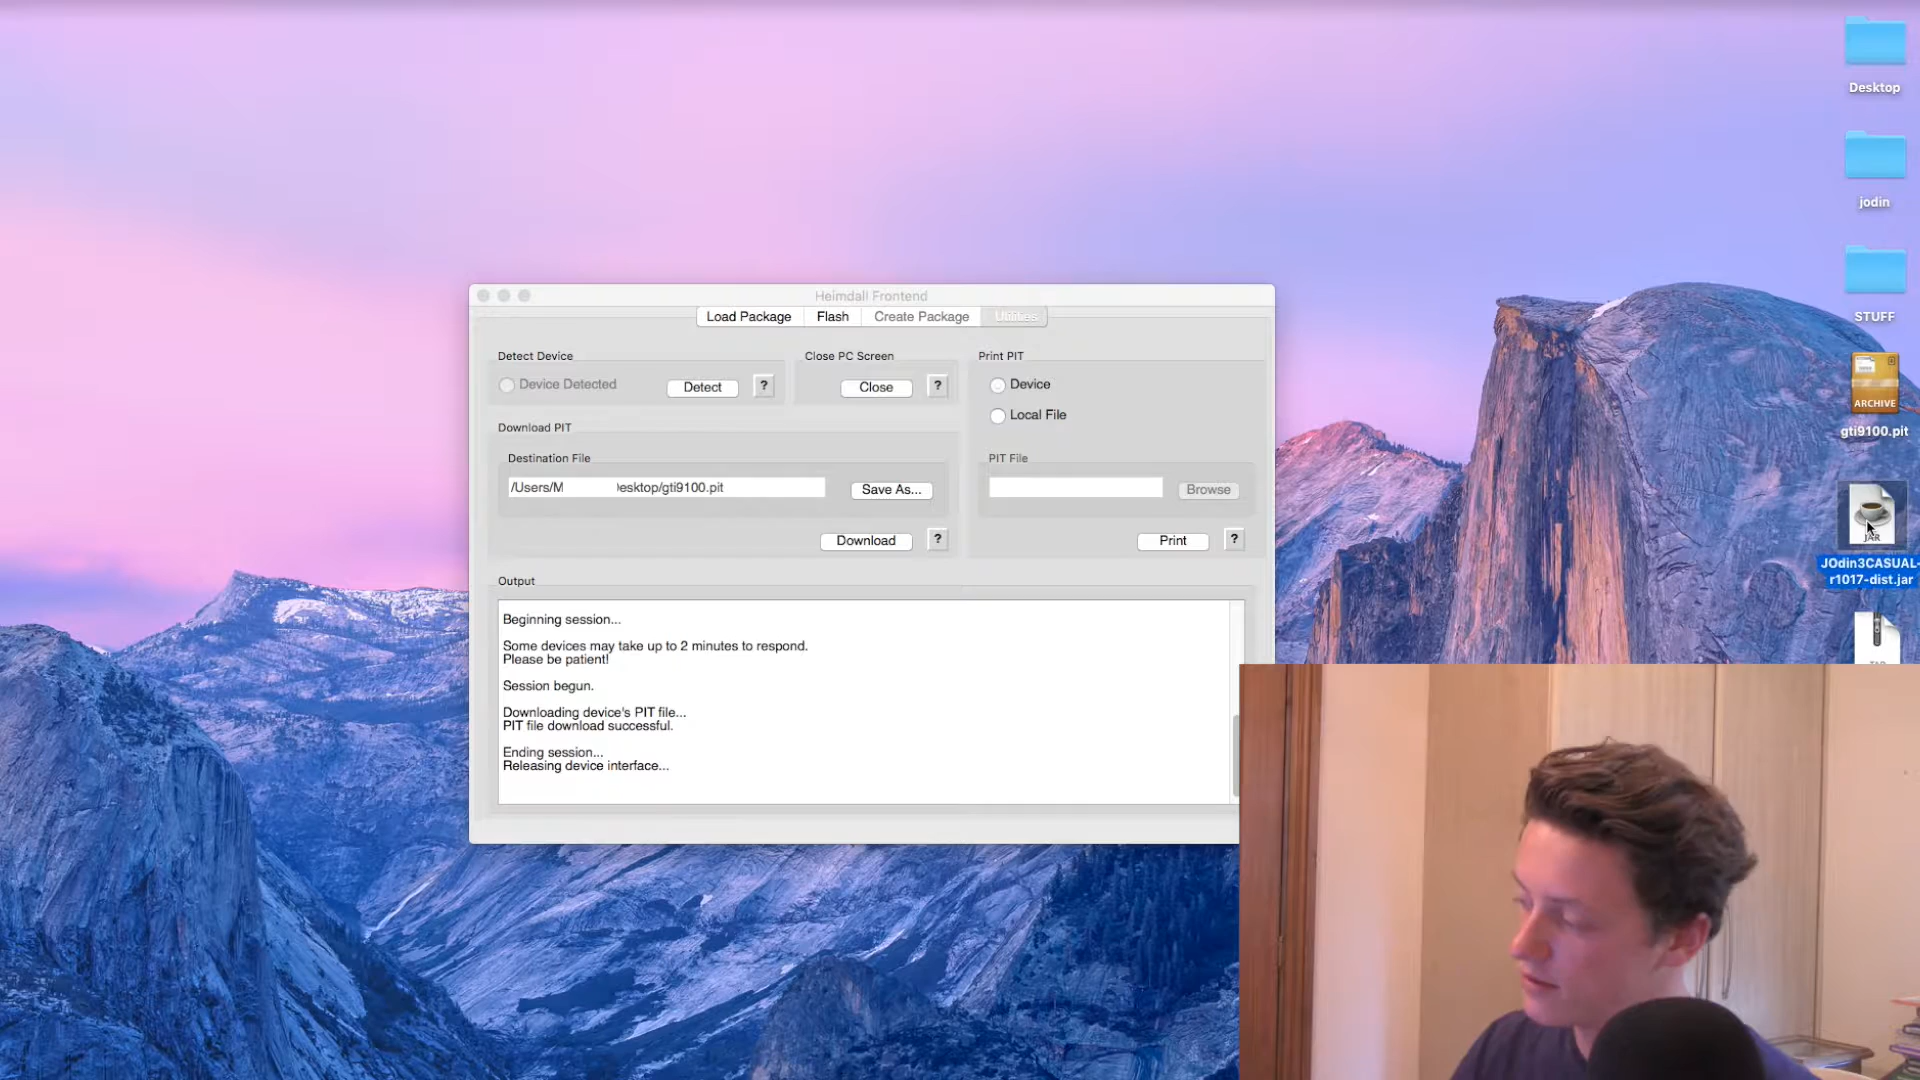 Heimdall Frontend
Load Package Flash Create Package Utilities
Detect Device
Device Detected
Detect
?
Close PC Screen
Close
?
Print PIT
Device
Local File
PIT File
Browse
Print
?
Download PIT
Destination File
/Users/M esktop/gti9100.pit
Save As...
Download
?
Output
Beginning session...
Some devices may take up to 2 minutes to respond.
Please be patient!
Session begun.
Downloading device's PIT file...
PIT file download successful.
Ending session...
Releasing device interface...
Desktop
jodin
STUFF
ARCHIVE
gti9100.pit
JAR
JOdin3CASUAL-
r1017-dist.jar